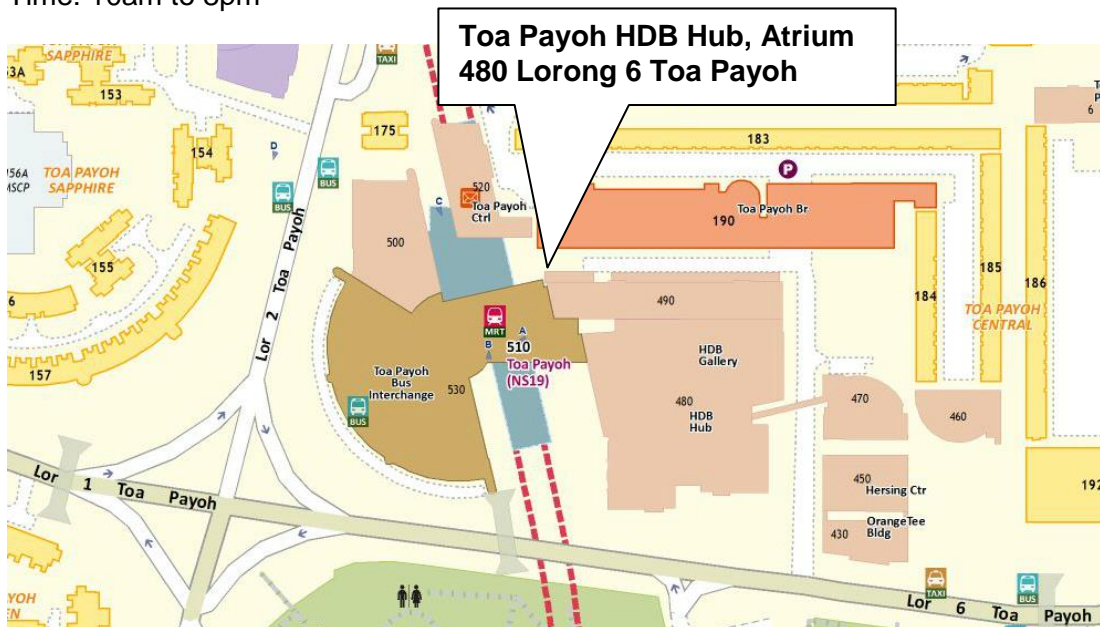 Toa Payoh HDB Hub, Atrium
480 Lorong 6 Toa Payoh
SAPPHIRE
TAXI
153
175
183
154
TOA PAYOH
SAPPHIRE
D
BUS
BUS
P
520
Toa Payoh
Ctrl
C
190
Toa Payoh Br
500
155
Lor 2 Toa Payoh
490
184
185
186
TOA PAYOH
CENTRAL
MRT
A
B
510
Toa Payoh
(NS19)
HDB
Gallery
157
Toa Payoh
Bus
Interchange
530
BUS
480
HDB
Hub
470
460
Lor 1 Toa Payoh
450
Hersing Ctr
430
OrangeTee
Bldg
TAXI
BUS
Lor 6 Toa Payoh